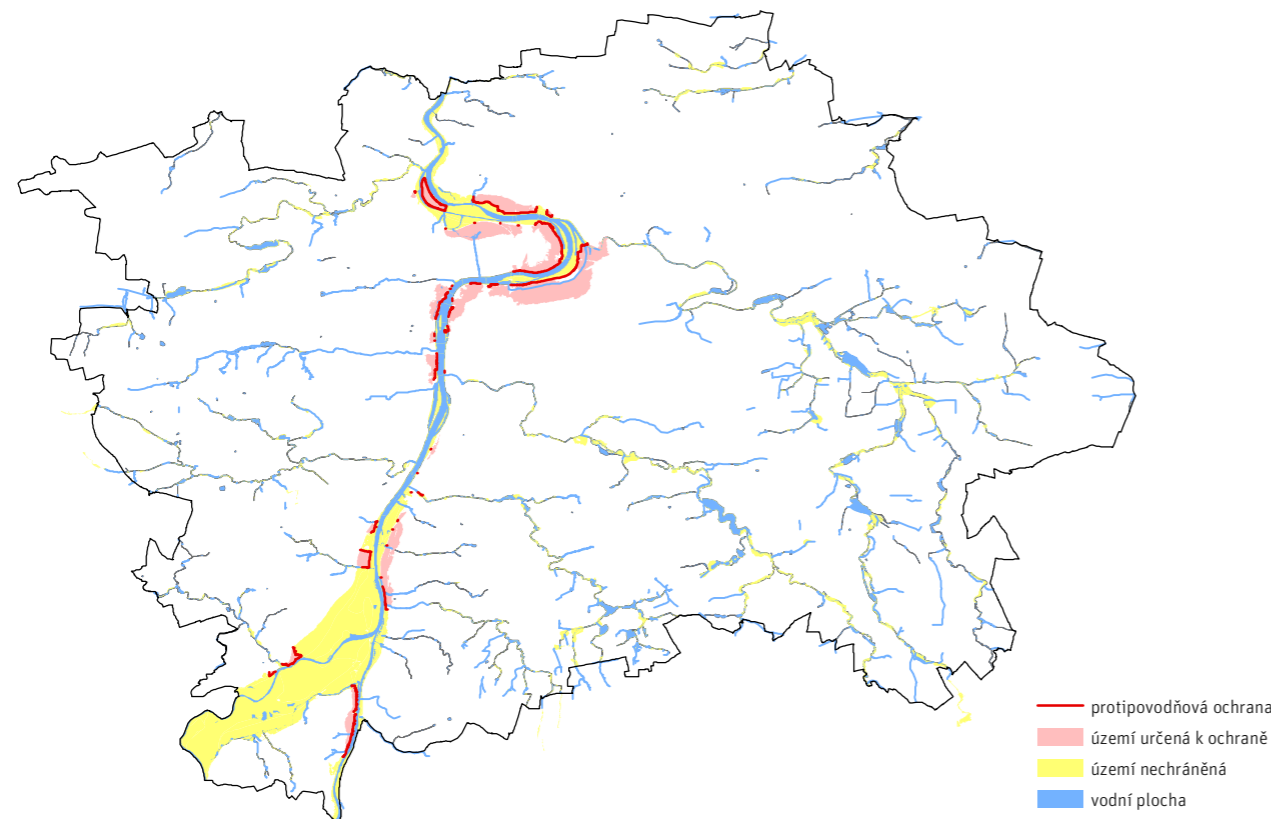 protipovodňová ochrana
území určená k ochraně
území nechráněná
vodní plocha